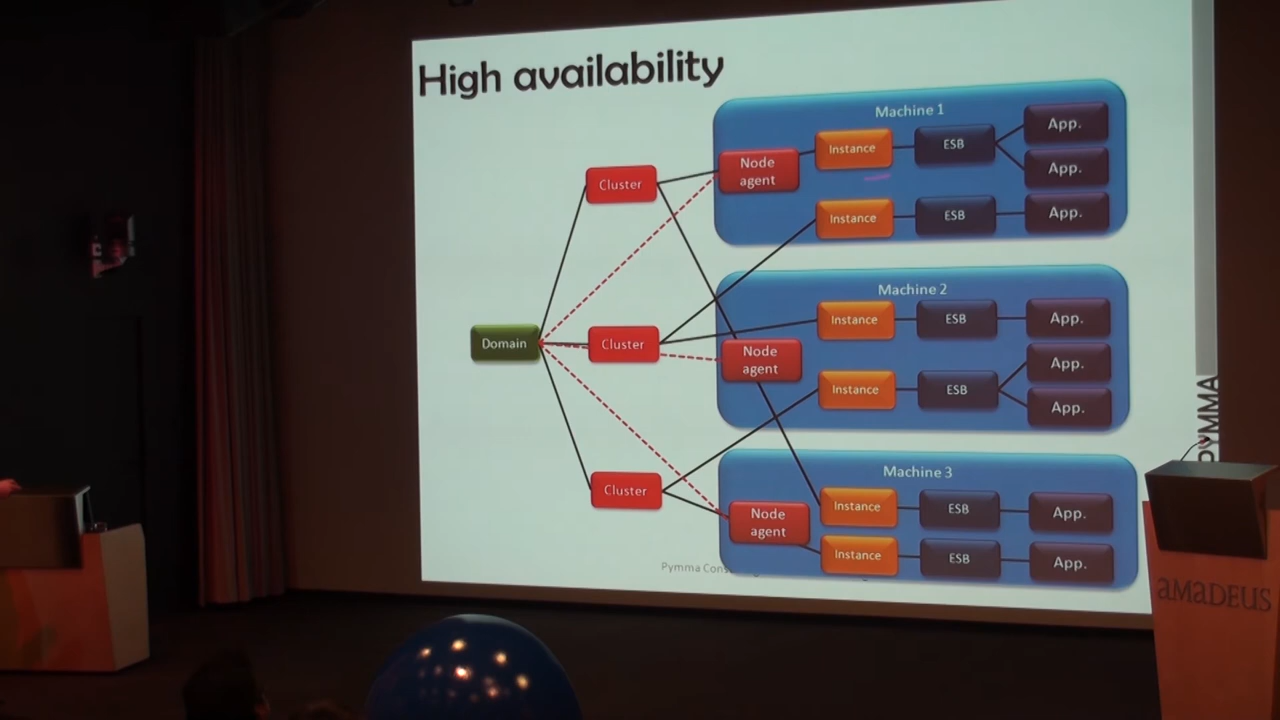 High availability
Machine 1
Cluster
Node
agent
Instance
ESB
App.
App.
Instance
ESB
App.
Machine 2
Domain
Cluster
Node
agent
Instance
ESB
App.
Instance
ESB
App.
App.
Machine 3
Cluster
Node
agent
Instance
ESB
App.
Instance
ESB
App.
Pymma
PYMMA
amaDEUS